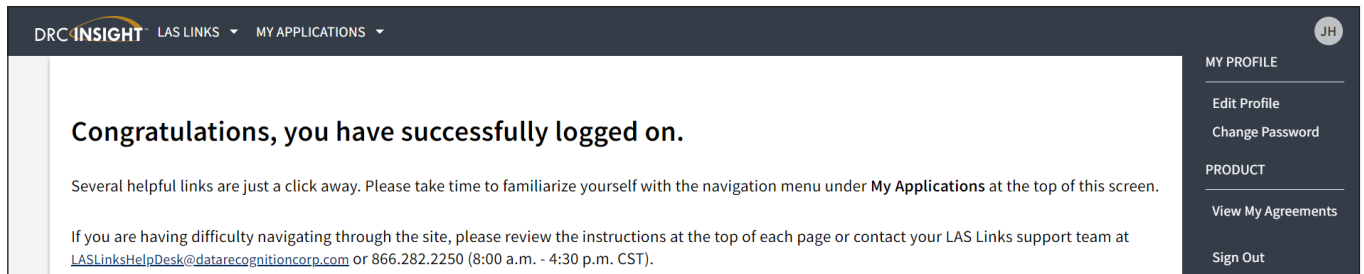 DRC INSIGHT™ LAS LINKS MY APPLICATIONS JH
MY PROFILE
Edit Profile
Change Password
PRODUCT
View My Agreements
Sign Out
Congratulations, you have successfully logged on.
Several helpful links are just a click away. Please take time to familiarize yourself with the navigation menu under My Applications at the top of this screen.
If you are having difficulty navigating through the site, please review the instructions at the top of each page or contact your LAS Links support team at
LASLinksHelpDesk@datarecognitioncorp.com or 866.282.2250 (8:00 a.m. - 4:30 p.m. CST).